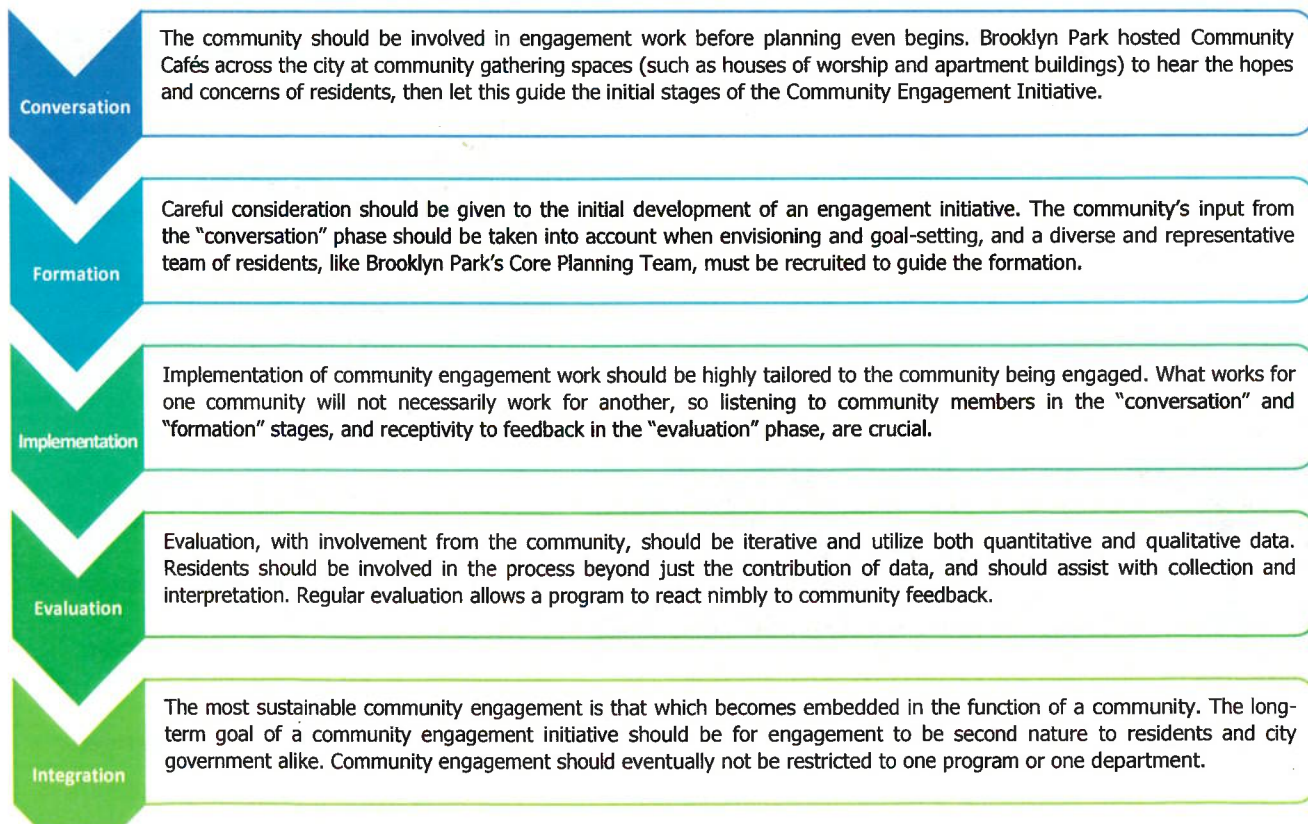 Conversation
The community should be involved in engagement work before planning even begins. Brooklyn Park hosted Community
Cafés across the city at community gathering spaces (such as houses of worship and apartment buildings) to hear the hopes
and concerns of residents, then let this guide the initial stages of the Community Engagement Initiative.
Formation
Careful consideration should be given to the initial development of an engagement initiative. The community's input from
the "conversation" phase should be taken into account when envisioning and goal-setting, and a diverse and representative
team of residents, like Brooklyn Park's Core Planning Team, must be recruited to guide the formation.
Implementation
Implementation of community engagement work should be highly tailored to the community being engaged. What works for
one community will not necessarily work for another, so listening to community members in the "conversation" and
"formation" stages, and receptivity to feedback in the "evaluation" phase, are crucial.
Evaluation
Evaluation, with involvement from the community, should be iterative and utilize both quantitative and qualitative data.
Residents should be involved in the process beyond just the contribution of data, and should assist with collection and
interpretation. Regular evaluation allows a program to react nimbly to community feedback.
Integration
The most sustainable community engagement is that which becomes embedded in the function of a community. The long-
term goal of a community engagement initiative should be for engagement to be second nature to residents and city
government alike. Community engagement should eventually not be restricted to one program or one department.